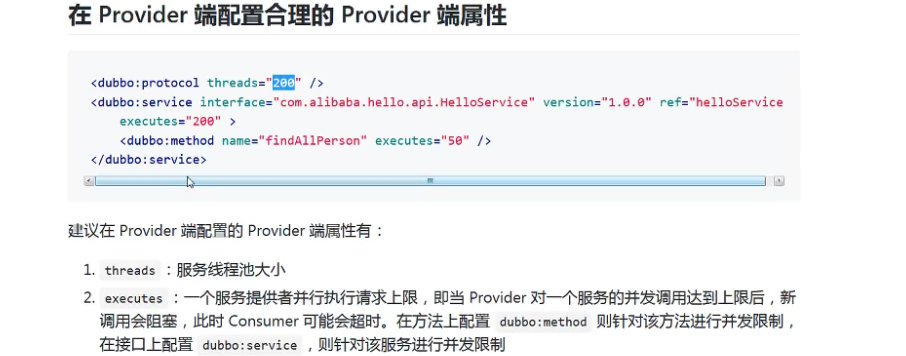 在 Provider 端配置合理的 Provider 端属性
<dubbo:protocol threads="200" />
<dubbo:service interface="com.alibaba.hello.api.HelloService" version="1.0.0" ref="helloService
executes="200" >
<dubbo:method name="findAllPerson" executes="50" />
</dubbo:service>
建议在 Provider 端配置的 Provider 端属性有：
1. threads ：服务线程池大小
2. executes ：一个服务提供者并行执行请求上限，即当 Provider 对一个服务的并发调用达到上限后，新
调用会阻塞，此时 Consumer 可能会超时。在方法上配置 dubbo:method 则针对该方法进行并发限制，
在接口上配置 dubbo:service ，则针对该服务进行并发限制